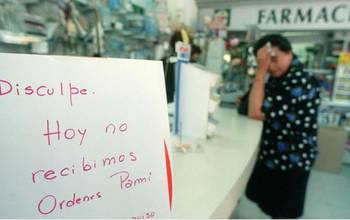 FARMACI
Disculpe.
Hoy no
recibimos
Ordenes Pami